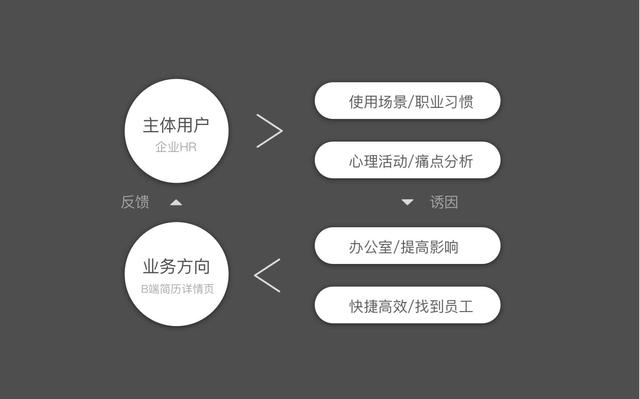 主体用户
企业HR
使用场景/职业习惯
心理活动/痛点分析
反馈
诱因
业务方向
B端简历详情页
办公室/提高影响
快捷高效/找到员工